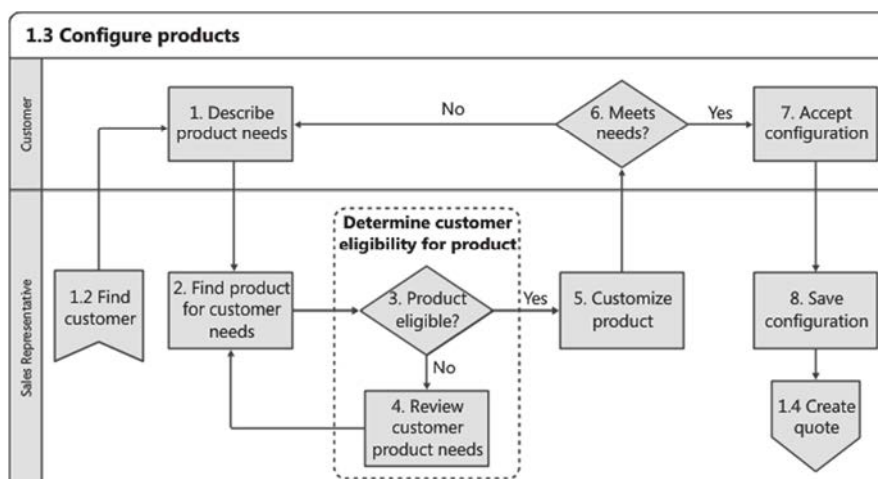 1.3 Configure products
Customer
1. Describe
product needs
No
6. Meets
needs?
Yes
7. Accept
configuration
Sales Representative
1.2 Find
customer
2. Find product
for customer
needs
Determine customer
eligibility for product
3. Product
eligible?
Yes
No
4. Review
customer
product needs
5. Customize
product
8. Save
configuration
1.4 Create
quote